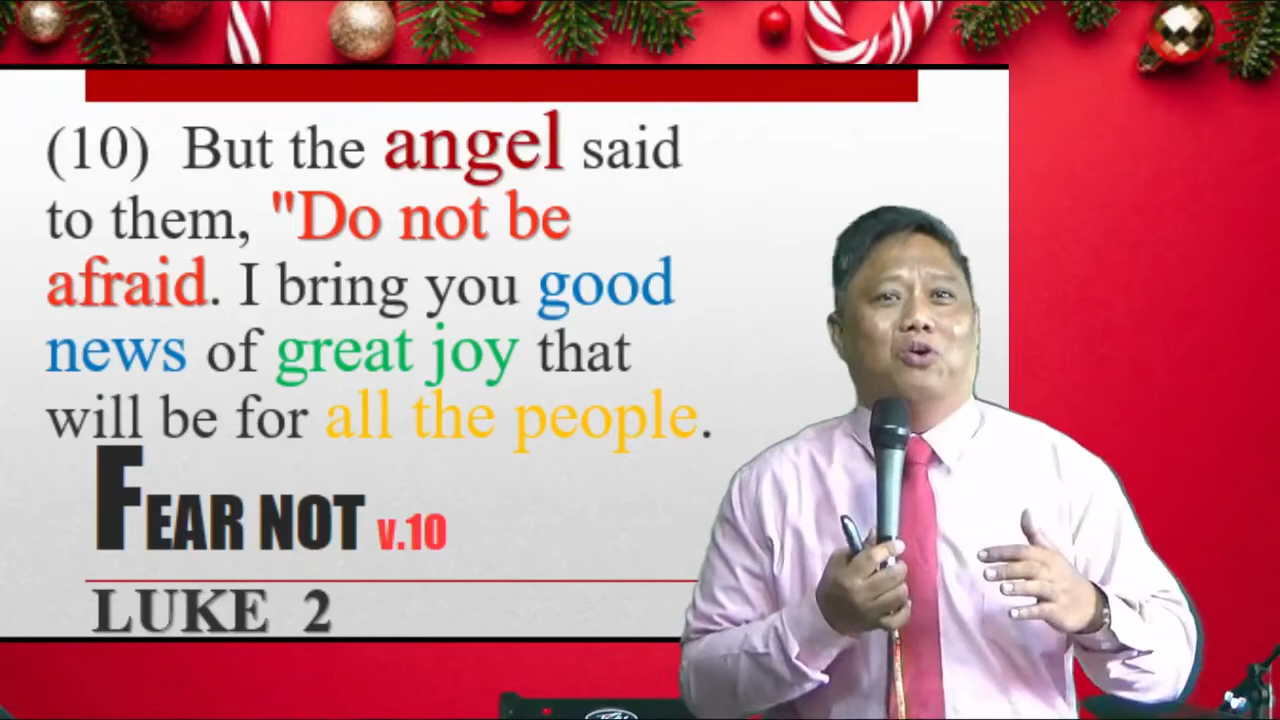 (10) But the angel said
to them, "Do not be
afraid. I bring you good
news of great joy that
will be for all the people.
FEAR NOT v.10
LUKE 2